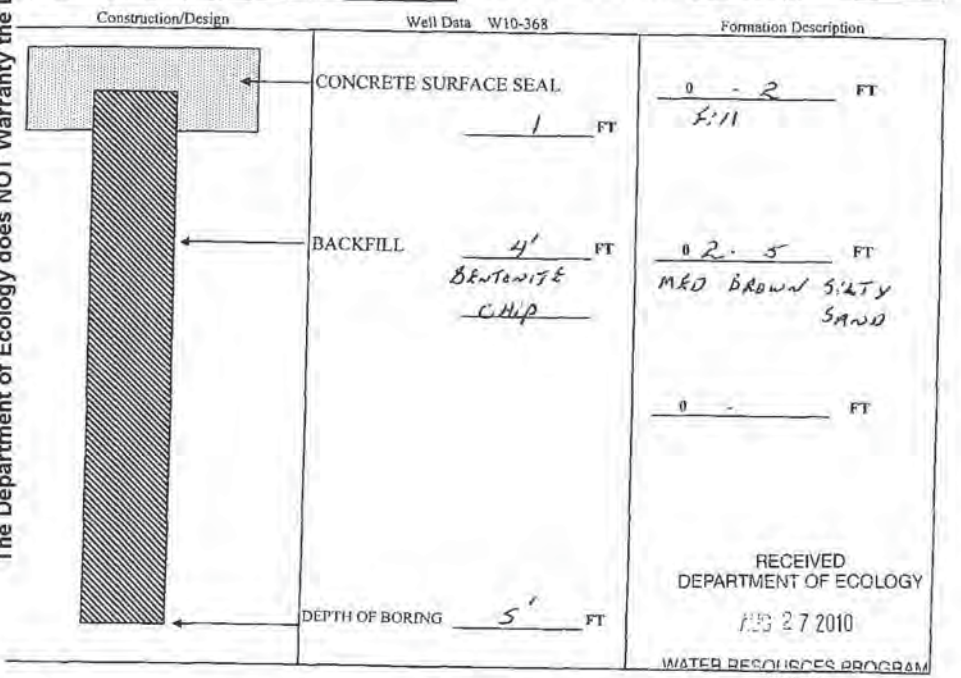 The Department of Ecology does NOT Warranty the
Construction/Design
Well Data W10-368
Formation Description
CONCRETE SURFACE SEAL
1 FT
BACKFILL 4' FT
BENTONITE
CHIP
DEPTH OF BORING 5' FT
0 - 2 FT
Fill
0 2 - 5 FT
MED BROWN SILTY
SAND
0 - FT
RECEIVED
DEPARTMENT OF ECOLOGY
AUG 27 2010
WATER RESOURCES PROGRAM